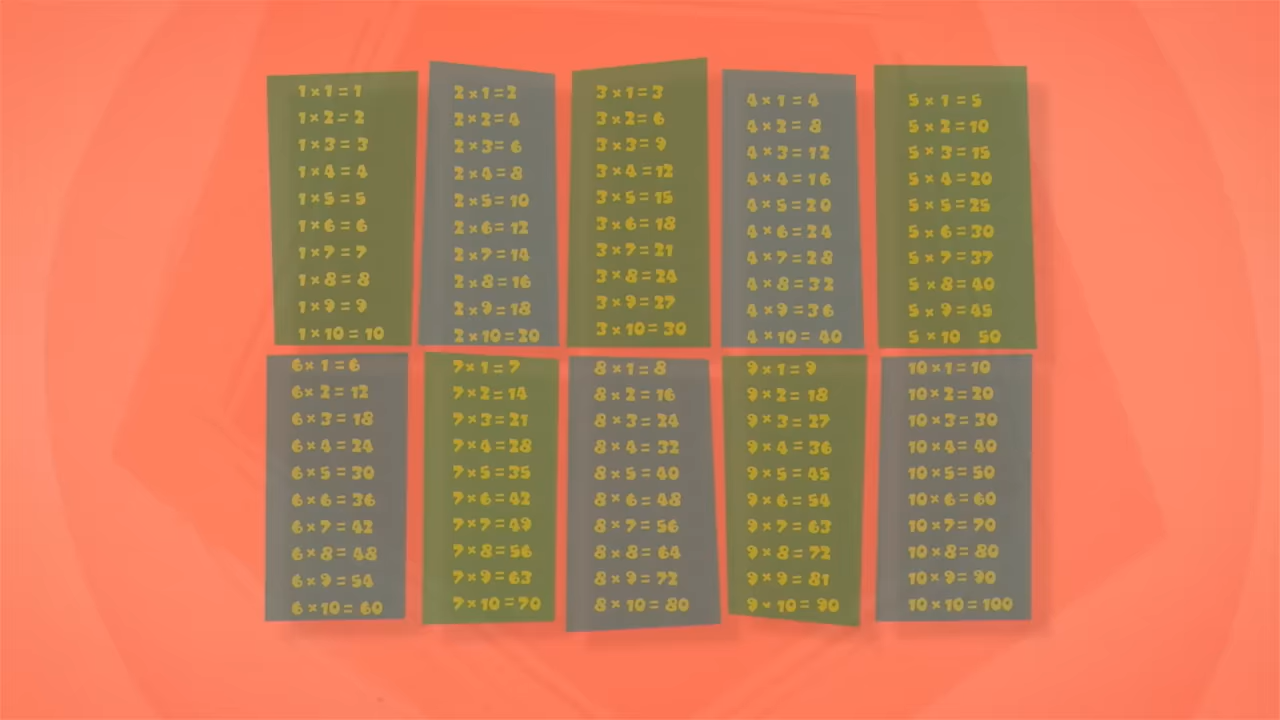 1 × 1 = 1
1 × 2 = 2
1 × 3 = 3
1 × 4 = 4
1 × 5 = 5
1 × 6 = 6
1 × 7 = 7
1 × 8 = 8
1 × 9 = 9
1 × 10 = 10
2 × 1 = 2
2 × 2 = 4
2 × 3 = 6
2 × 4 = 8
2 × 5 = 10
2 × 6 = 12
2 × 7 = 14
2 × 8 = 16
2 × 9 = 18
2 × 10 = 20
3 × 1 = 3
3 × 2 = 6
3 × 3 = 9
3 × 4 = 12
3 × 5 = 15
3 × 6 = 18
3 × 7 = 21
3 × 8 = 24
3 × 9 = 27
3 × 10 = 30
4 × 1 = 4
4 × 2 = 8
4 × 3 = 12
4 × 4 = 16
4 × 5 = 20
4 × 6 = 24
4 × 7 = 28
4 × 8 = 32
4 × 9 = 36
4 × 10 = 40
5 × 1 = 5
5 × 2 = 10
5 × 3 = 15
5 × 4 = 20
5 × 5 = 25
5 × 6 = 30
5 × 7 = 37
5 × 8 = 40
5 × 9 = 45
5 × 10 50
6 × 1 = 6
6 × 2 = 12
6 × 3 = 18
6 × 4 = 24
6 × 5 = 30
6 × 6 = 36
6 × 7 = 42
6 × 8 = 48
6 × 9 = 54
6 × 10 = 60
7 × 1 = 7
7 × 2 = 14
7 × 3 = 21
7 × 4 = 28
7 × 5 = 35
7 × 6 = 42
7 × 7 = 49
7 × 8 = 56
7 × 9 = 63
7 × 10 = 70
8 × 1 = 8
8 × 2 = 16
8 × 3 = 24
8 × 4 = 32
8 × 5 = 40
8 × 6 = 48
8 × 7 = 56
8 × 8 = 64
8 × 9 = 72
8 × 10 = 80
9 × 1 = 9
9 × 2 = 18
9 × 3 = 27
9 × 4 = 36
9 × 5 = 45
9 × 6 = 54
9 × 7 = 63
9 × 8 = 72
9 × 9 = 81
9 × 10 = 90
10 × 1 = 10
10 × 2 = 20
10 × 3 = 30
10 × 4 = 40
10 × 5 = 50
10 × 6 = 60
10 × 7 = 70
10 × 8 = 80
10 × 9 = 90
10 × 10 = 100